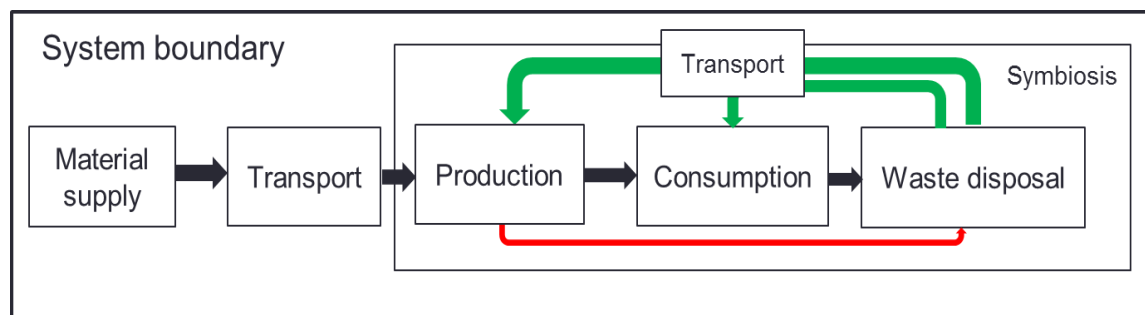 System boundary
Transport
Symbiosis
Material
supply
Transport
Production
Consumption
Waste disposal